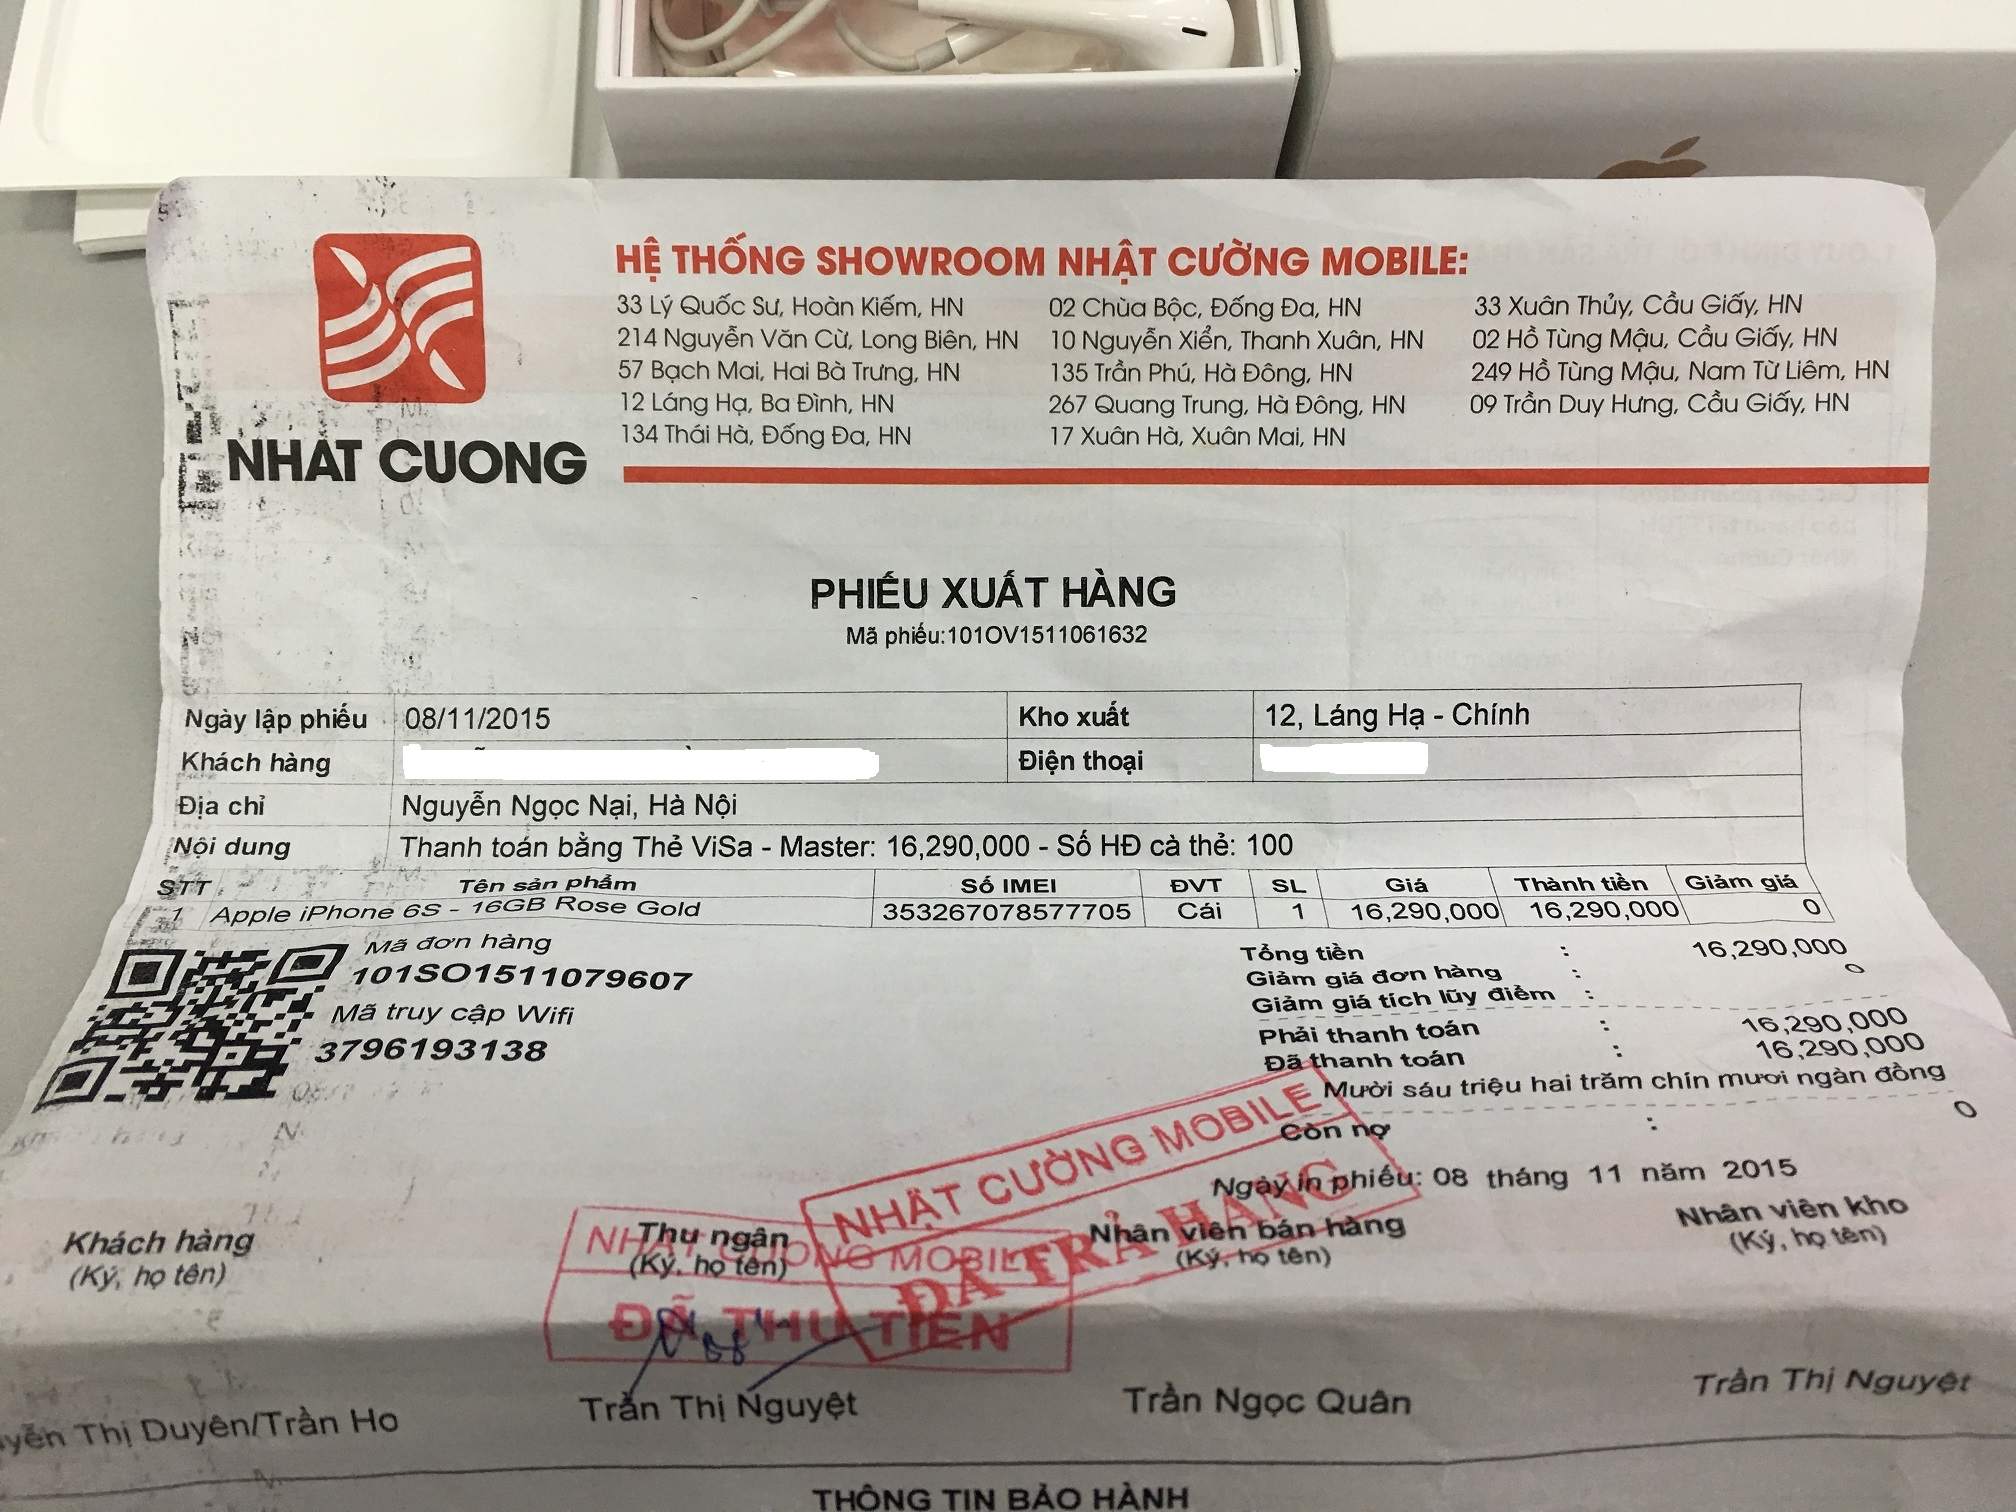 NHAT CUONG
HỆ THỐNG SHOWROOM NHẬT CƯỜNG MOBILE:
33 Lý Quốc Sư, Hoàn Kiếm, HN
214 Nguyễn Văn Cừ, Long Biên, HN
57 Bạch Mai, Hai Bà Trưng, HN
12 Láng Hạ, Ba Đình, HN
134 Thái Hà, Đống Đa, HN
02 Chùa Bộc, Đống Đa, HN
10 Nguyễn Xiển, Thanh Xuân, HN
135 Trần Phú, Hà Đông, HN
267 Quang Trung, Hà Đông, HN
17 Xuân Hà, Xuân Mai, HN
33 Xuân Thủy, Cầu Giấy, HN
02 Hồ Tùng Mậu, Cầu Giấy, HN
249 Hồ Tùng Mậu, Nam Từ Liêm, HN
09 Trần Duy Hưng, Cầu Giấy, HN
PHIẾU XUẤT HÀNG
Mã phiếu:101OV1511061632
Ngày lập phiếu 08/11/2015 Kho xuất 12, Láng Hạ - Chính
Khách hàng Điện thoại
Địa chỉ Nguyễn Ngọc Nại, Hà Nội
Nội dung Thanh toán bằng Thẻ ViSa - Master: 16,290,000 - Số HĐ cà thẻ: 100
STT Tên sản phẩm Số IMEI ĐVT SL Giá Thành tiền Giảm giá
1 Apple iPhone 6S - 16GB Rose Gold 353267078577705 Cái 1 16,290,000 16,290,000 0
Mã đơn hàng
101SO1511079607
Mã truy cập Wifi
3796193138
Tổng tiền : 16,290,000
Giảm giá đơn hàng : 0
Giảm giá tích lũy điểm :
Phải thanh toán : 16,290,000
Đã thanh toán : 16,290,000
Mười sáu triệu hai trăm chín mươi ngàn đồng
Còn nợ : 0
Ngày in phiếu: 08 tháng 11 năm 2015
Khách hàng Thu ngân Nhân viên bán hàng Nhân viên kho
(Ký, họ tên) (Ký, họ tên) (Ký, họ tên) (Ký, họ tên)
NHẬT CƯỜNG MOBILE
ĐÃ THU TIỀN
NHẬT CƯỜNG MOBILE
ĐÃ TRẢ HÀNG
Thị Duyên/Trần Ho Trần Thị Nguyệt Trần Ngọc Quân Trần Thị Nguyệt
THÔNG TIN BẢO HÀNH